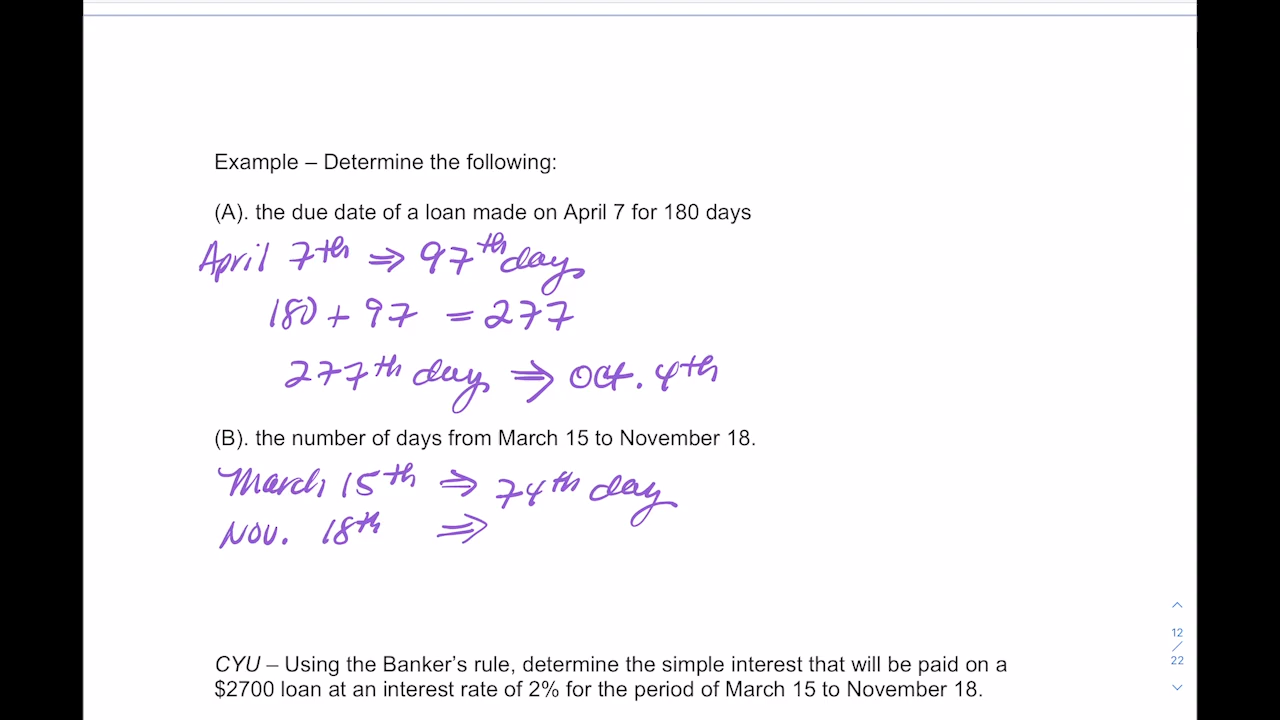 Example – Determine the following:
(A). the due date of a loan made on April 7 for 180 days
April 7th ⇒ 97th day
180 + 97 = 277
277th day ⇒ Oct. 4th
(B). the number of days from March 15 to November 18.
March 15th ⇒ 74th day
Nov. 18th ⇒
12
/
22
CYU – Using the Banker’s rule, determine the simple interest that will be paid on a
$2700 loan at an interest rate of 2% for the period of March 15 to November 18.